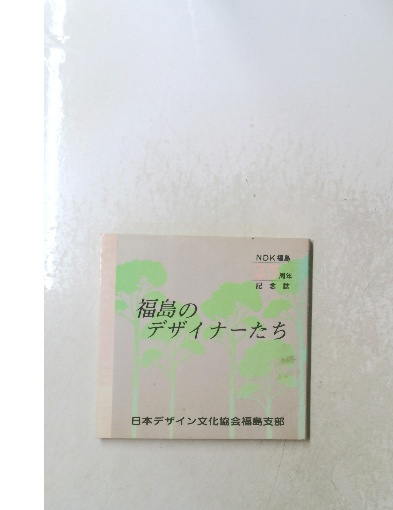 NDK福島
周年
記念誌
福島の
デザイナーたち
日本デザイン文化協会福島支部